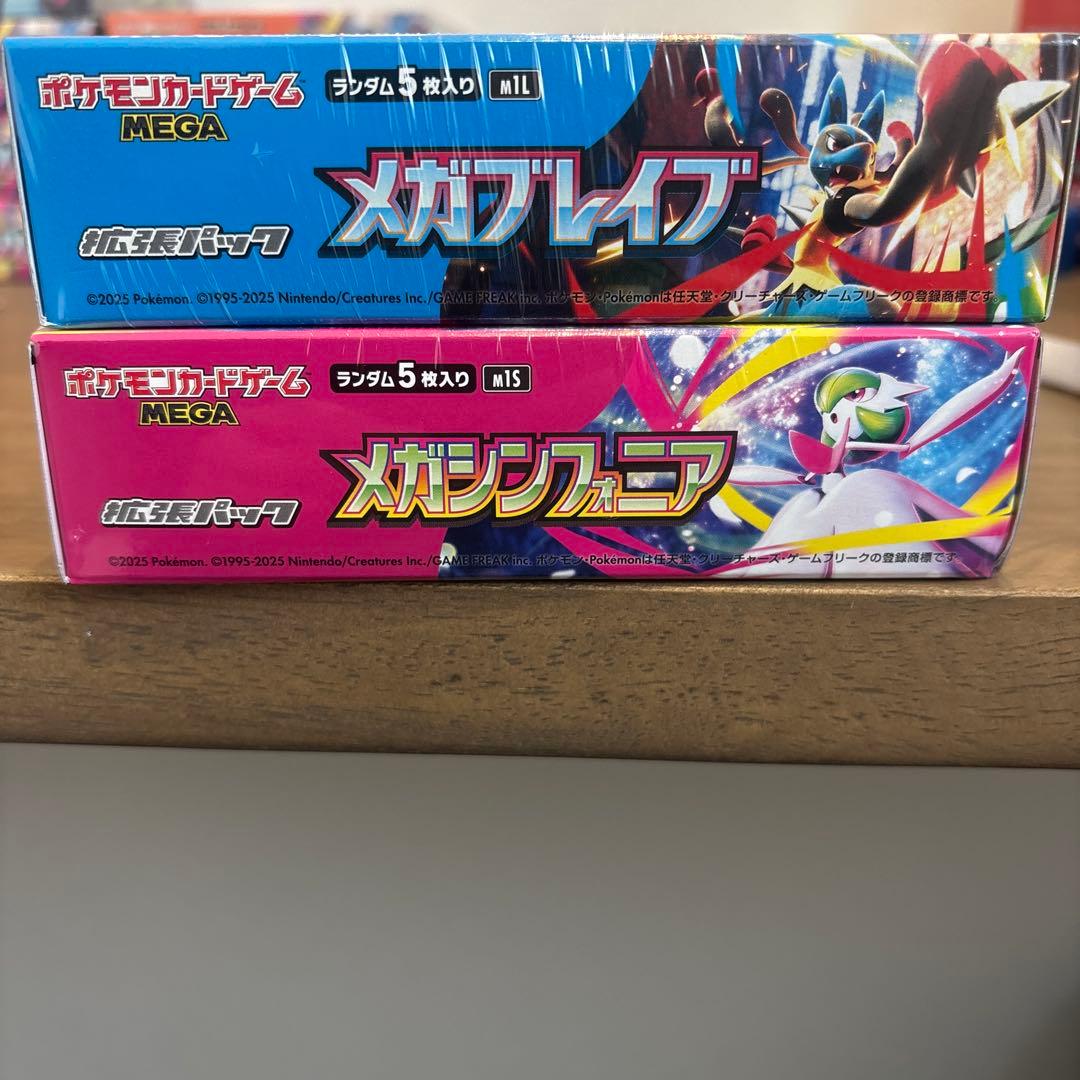 ポケモンカードゲーム
MEGA
ランダム5枚入り M1L
メガブレイブ
拡張パック
©2025 Pokémon. ©1995-2025 Nintendo/Creatures Inc./GAME FREAK inc. ポケモン・Pokémonは任天堂・クリーチャーズ・ゲームフリークの登録商標です。
ポケモンカードゲーム
MEGA
ランダム5枚入り M1S
メガシンフォニア
拡張パック
©2025 Pokémon. ©1995-2025 Nintendo/Creatures Inc./GAME FREAK inc. ポケモン・Pokémonは任天堂・クリーチャーズ・ゲームフリークの登録商標です。